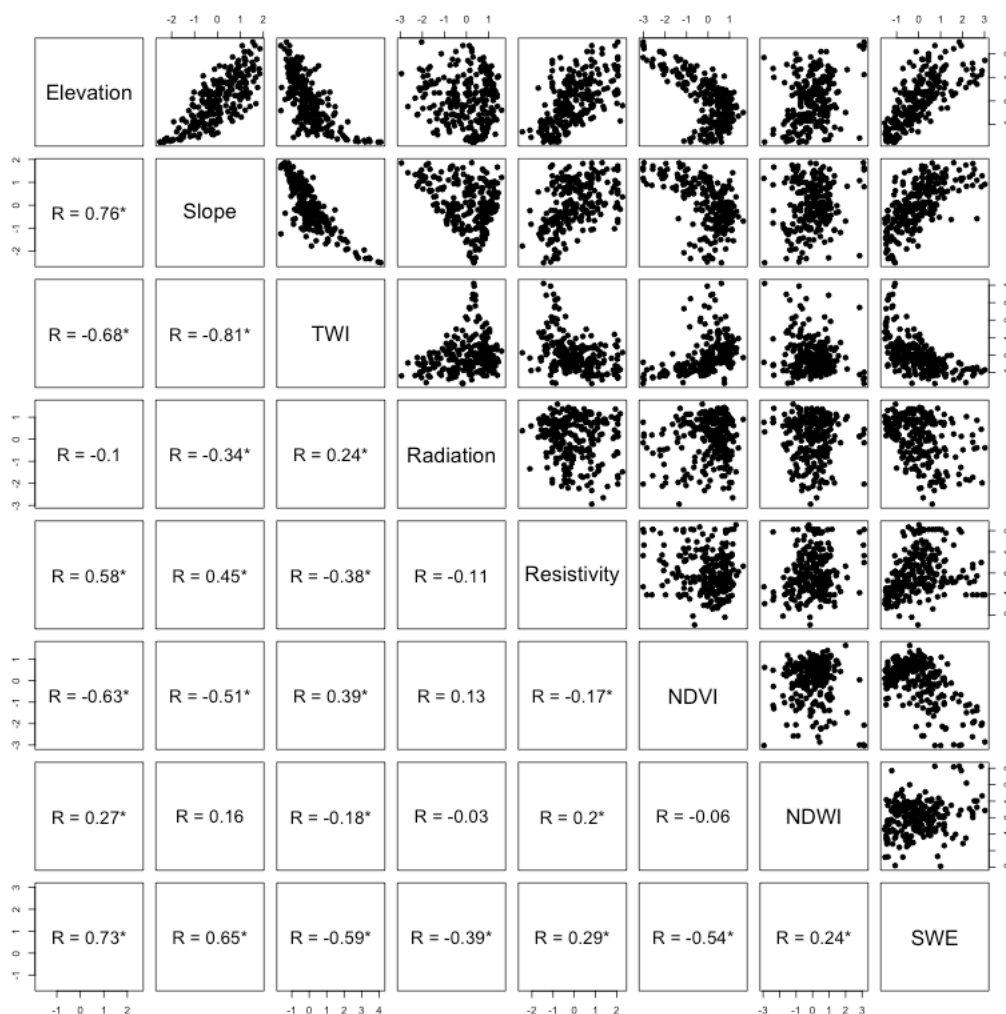 -2 -1 0 1 2
-3 -2 -1 0 1
-3 -2 -1 0 1
-1 0 1 2 3
Elevation
2 1 0 -1 -2
R = 0.76*
Slope
R = -0.68*
R = -0.81*
TWI
1 0 -1 -2 -3
R = -0.1
R = -0.34*
R = 0.24*
Radiation
R = 0.58*
R = 0.45*
R = -0.38*
R = -0.11
Resistivity
1 0 -1 -2 -3
R = -0.63*
R = -0.51*
R = 0.39*
R = 0.13
R = -0.17*
NDVI
R = 0.27*
R = 0.16
R = -0.18*
R = -0.03
R = 0.2*
R = -0.06
NDWI
3 2 1 0 -1
R = 0.73*
R = 0.65*
R = -0.59*
R = -0.39*
R = 0.29*
R = -0.54*
R = 0.24*
SWE
-1 0 1 2
-1 0 1 2 3 4
-2 -1 0 1 2
-3 -2 -1 0 1 2 3